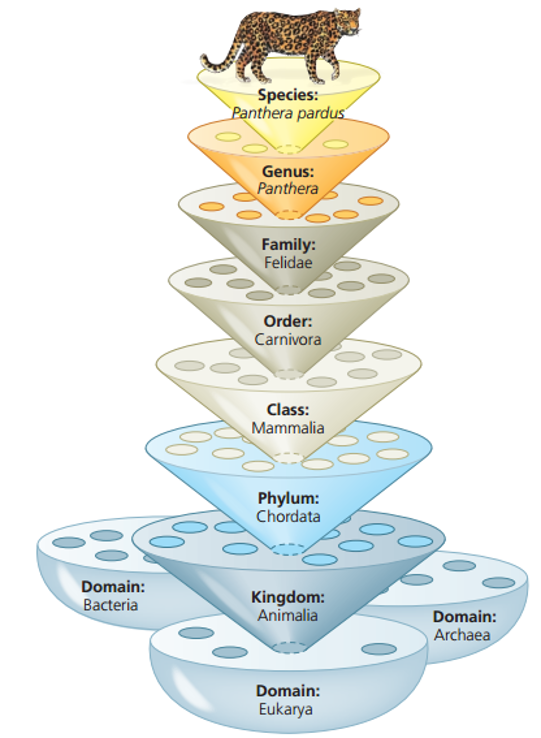 Species:
Panthera pardus
Genus:
Panthera
Family:
Felidae
Order:
Carnivora
Class:
Mammalia
Phylum:
Chordata
Domain:
Bacteria
Kingdom:
Animalia
Domain:
Archaea
Domain:
Eukarya